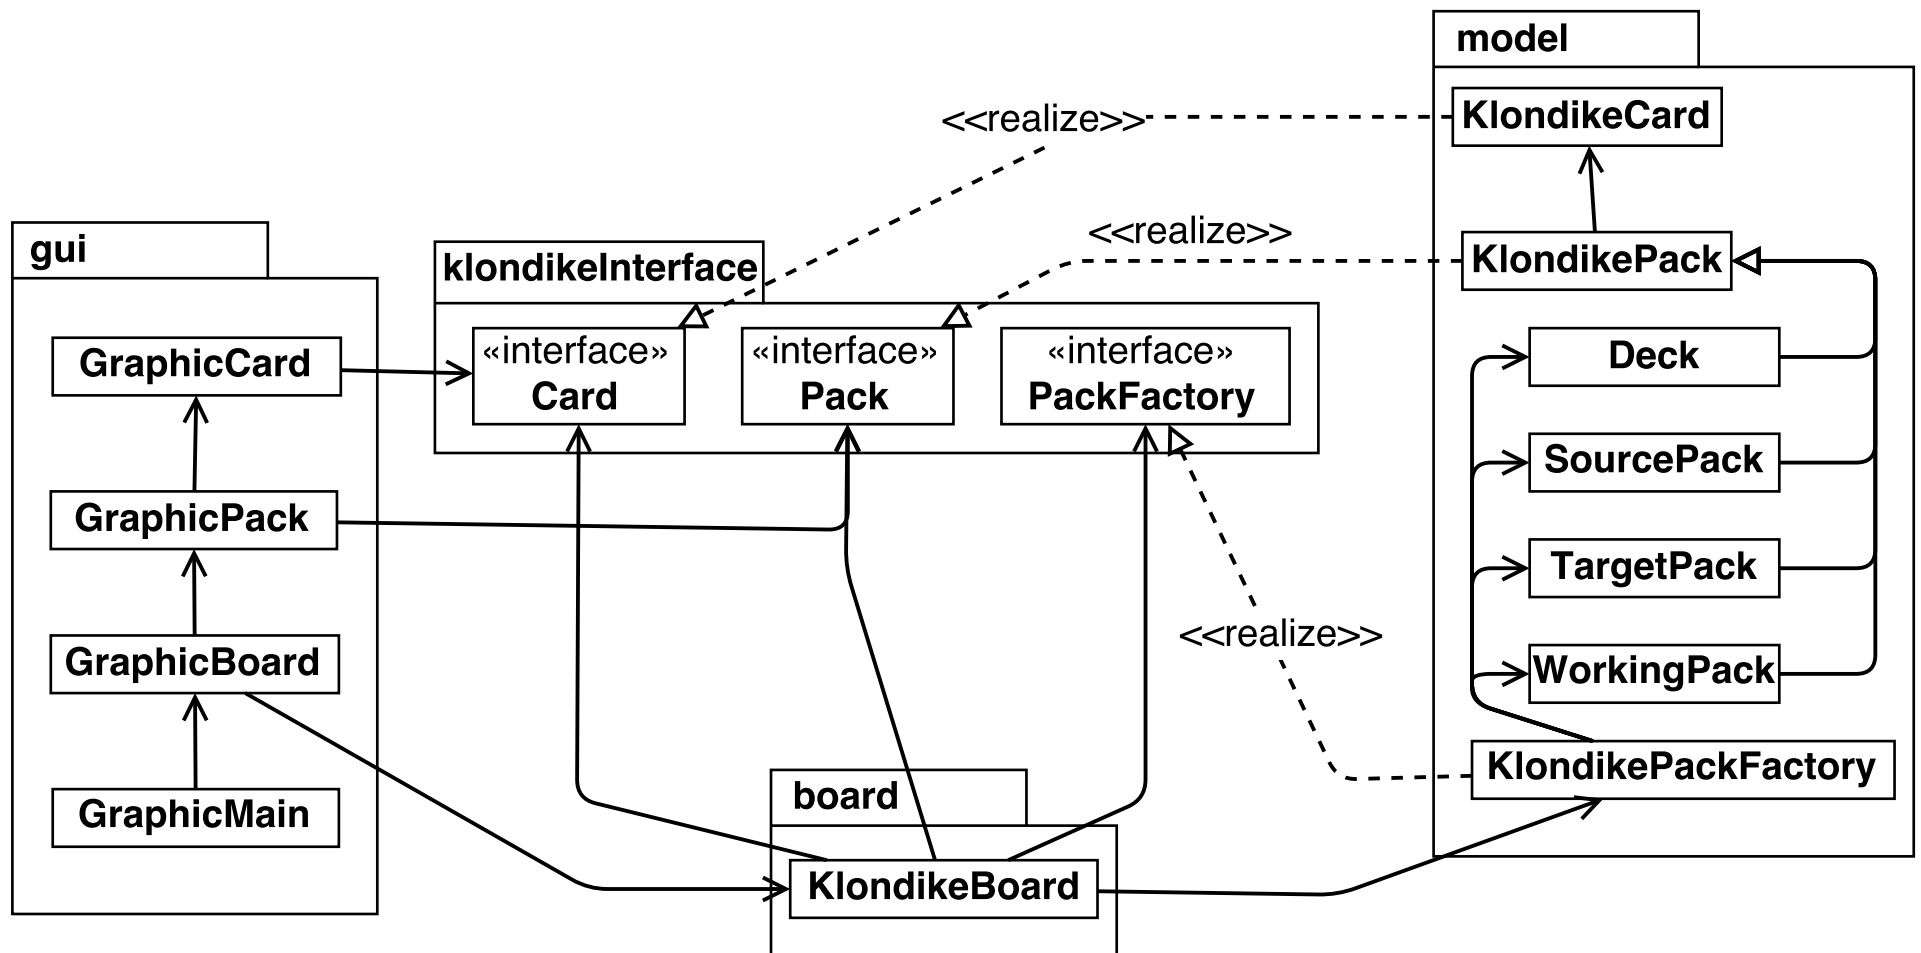 model
KlondikeCard
<<realize>>
<<realize>>
KlondikePack
gui
klondikeInterface
GraphicCard
«interface»
Card
«interface»
Pack
«interface»
PackFactory
Deck
SourcePack
GraphicPack
TargetPack
<<realize>>
GraphicBoard
WorkingPack
KlondikePackFactory
GraphicMain
board
KlondikeBoard